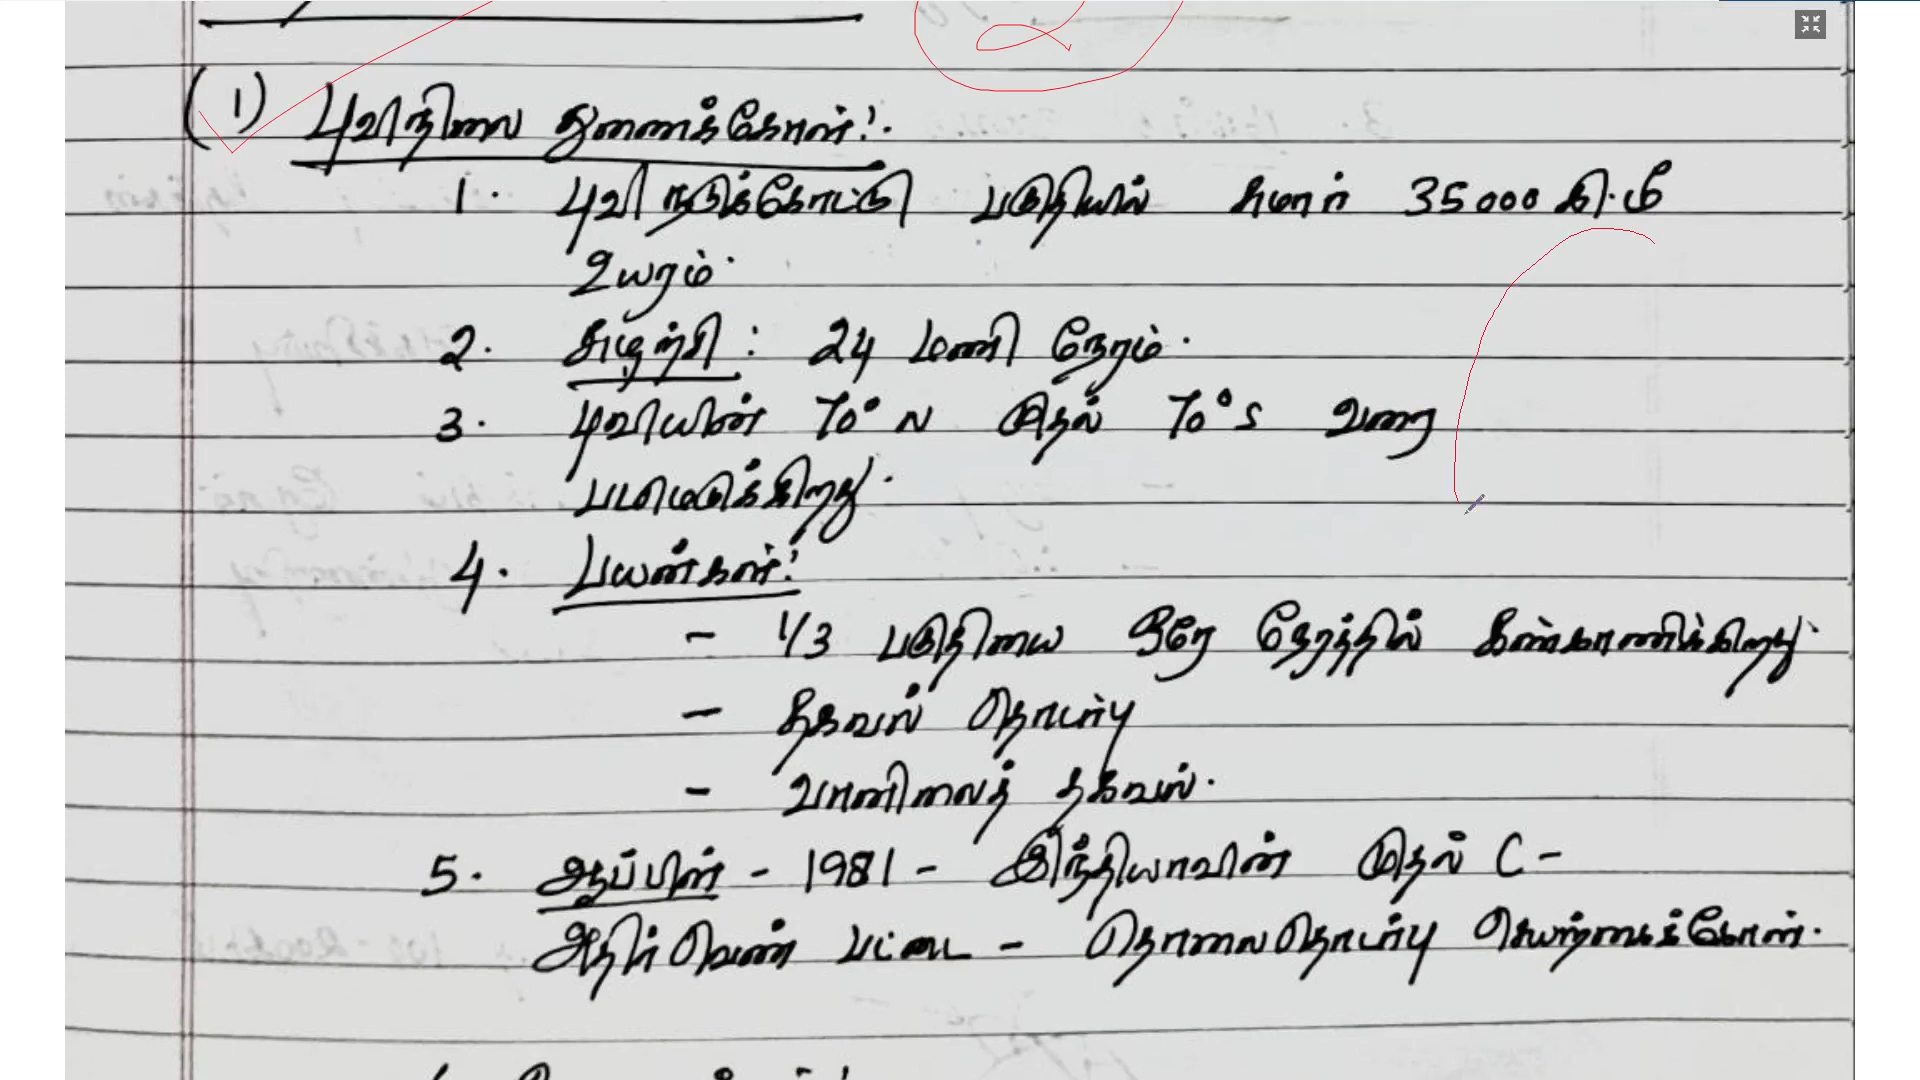 (1) புவிநிலை துணைக்கோள்:
1. புவி நடுக்கோட்டு பகுதியில் சுமார் 35000 கி.மீ
உயரம்.
2. சுழற்சி : 24 மணி நேரம்.
3. புவியின் 70° N முதல் 70° S வரை
படமெடுக்கிறது.
4. பயன்கள்:
- 1/3 பகுதியை ஒரே நேரத்தில் கண்காணிக்கிறது.
- தகவல் தொடர்பு
- வானிலைத் தகவல்.
5. ஆப்பிள் - 1981 - இந்தியாவின் முதல் C -
அதிர்வெண் பட்டை - தொலைதொடர்பு செயற்கைக்கோள்.